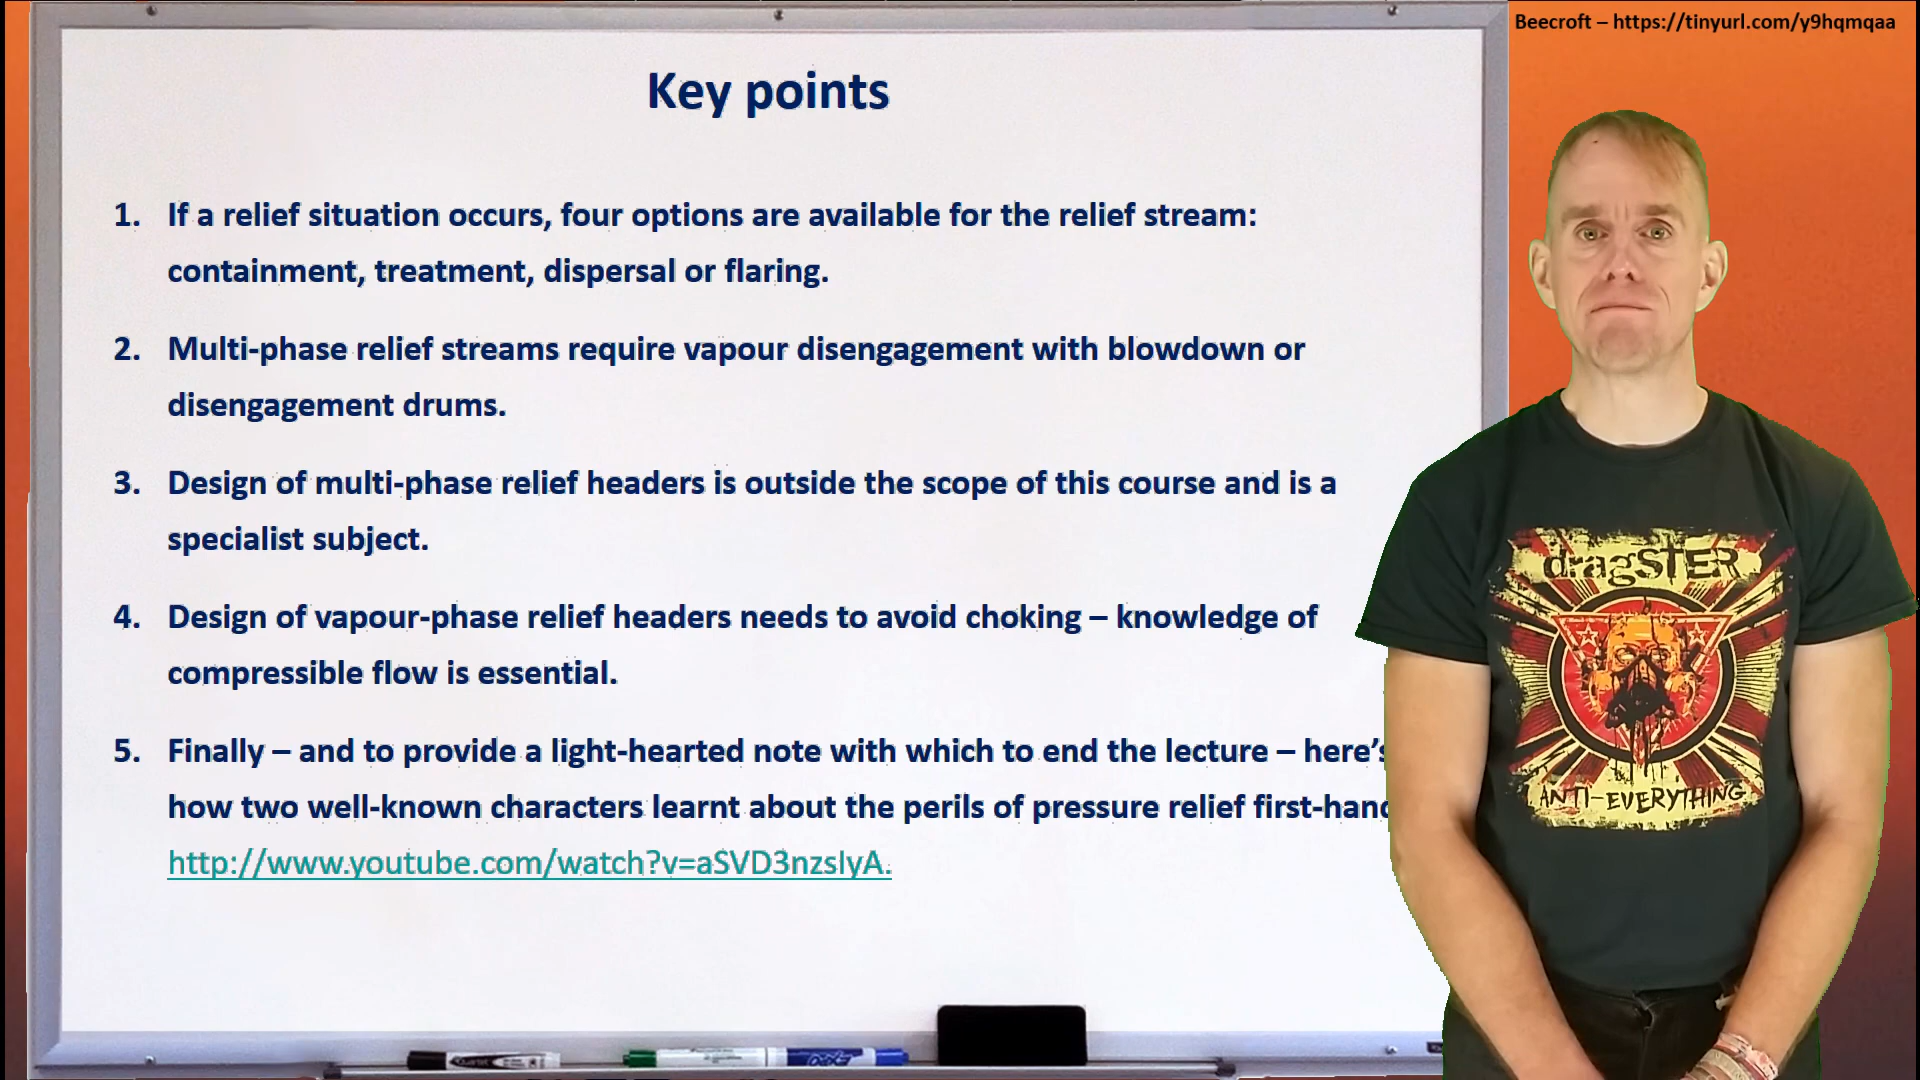 Beecroft – https://tinyurl.com/y9hqmqaa
Key points
1. If a relief situation occurs, four options are available for the relief stream:
containment, treatment, dispersal or flaring.
2. Multi-phase relief streams require vapour disengagement with blowdown or
disengagement drums.
3. Design of multi-phase relief headers is outside the scope of this course and is a
specialist subject.
4. Design of vapour-phase relief headers needs to avoid choking – knowledge of
compressible flow is essential.
5. Finally – and to provide a light-hearted note with which to end the lecture – here's
how two well-known characters learnt about the perils of pressure relief first-hand
http://www.youtube.com/watch?v=aSVD3nzslyA.
dragSTER
ANTI-EVERYTHING